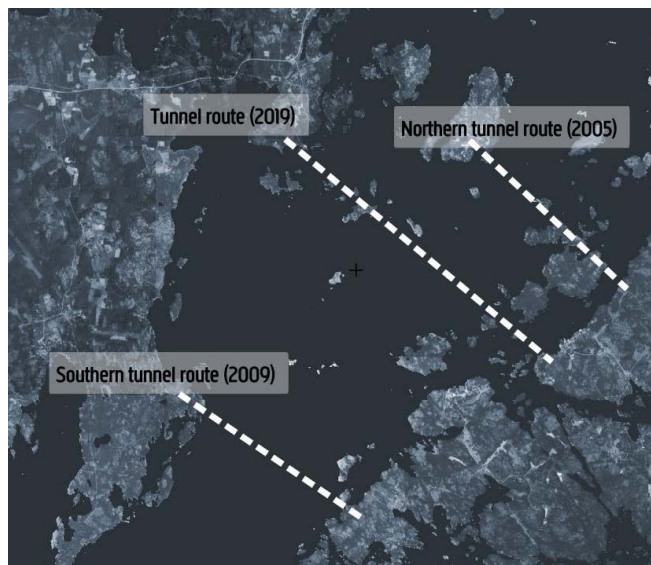 Tunnel route (2019)
Northern tunnel route (2005)
Southern tunnel route (2009)